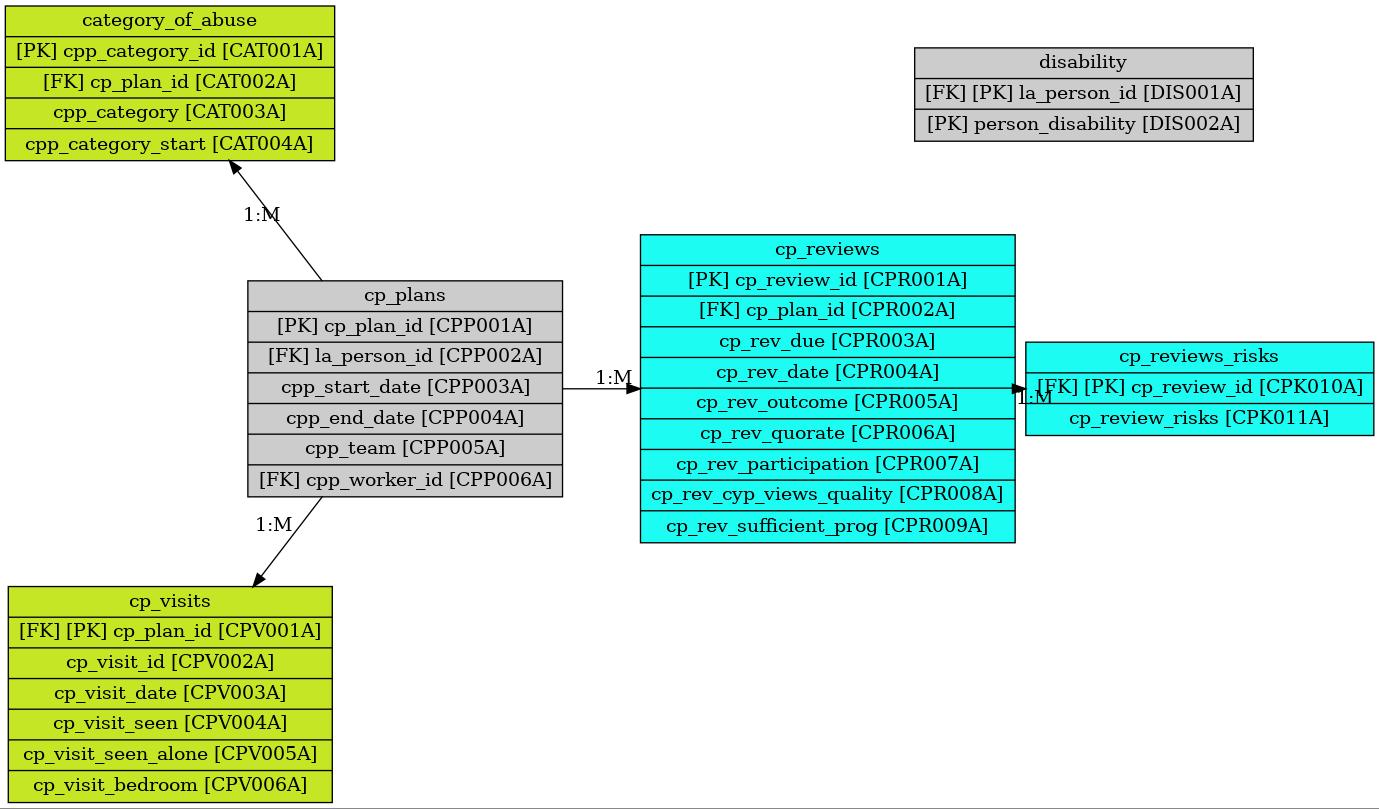 category_of_abuse
[PK] cpp_category_id [CAT001A]
[FK] cp_plan_id [CAT002A]
cpp_category [CAT003A]
cpp_category_start [CAT004A]
disability
[FK] [PK] la_person_id [DIS001A]
[PK] person_disability [DIS002A]
1:M
cp_plans
[PK] cp_plan_id [CPP001A]
[FK] la_person_id [CPP002A]
cpp_start_date [CPP003A]
cpp_end_date [CPP004A]
cpp_team [CPP005A]
[FK] cpp_worker_id [CPP006A]
1:M
cp_reviews
[PK] cp_review_id [CPR001A]
[FK] cp_plan_id [CPR002A]
cp_rev_due [CPR003A]
cp_rev_date [CPR004A]
cp_rev_outcome [CPR005A]
cp_rev_quorate [CPR006A]
cp_rev_participation [CPR007A]
cp_rev_cyp_views_quality [CPR008A]
cp_rev_sufficient_prog [CPR009A]
1:M
cp_reviews_risks
[FK] [PK] cp_review_id [CPK010A]
cp_review_risks [CPK011A]
1:M
cp_visits
[FK] [PK] cp_plan_id [CPV001A]
cp_visit_id [CPV002A]
cp_visit_date [CPV003A]
cp_visit_seen [CPV004A]
cp_visit_seen_alone [CPV005A]
cp_visit_bedroom [CPV006A]